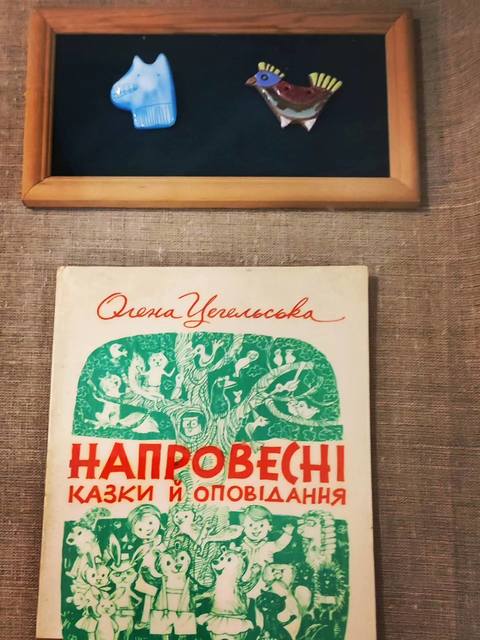 Олена Цегельська
НАПРОВЕСНІ
КАЗКИ Й ОПОВІДАННЯ